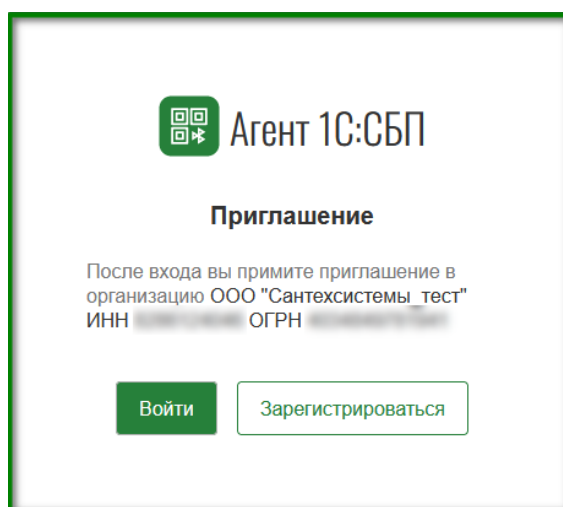 Агент 1С:СБП
Приглашение
После входа вы примите приглашение в
организацию ООО "Сантехсистемы_тест"
ИНН ОГРН
Войти Зарегистрироваться